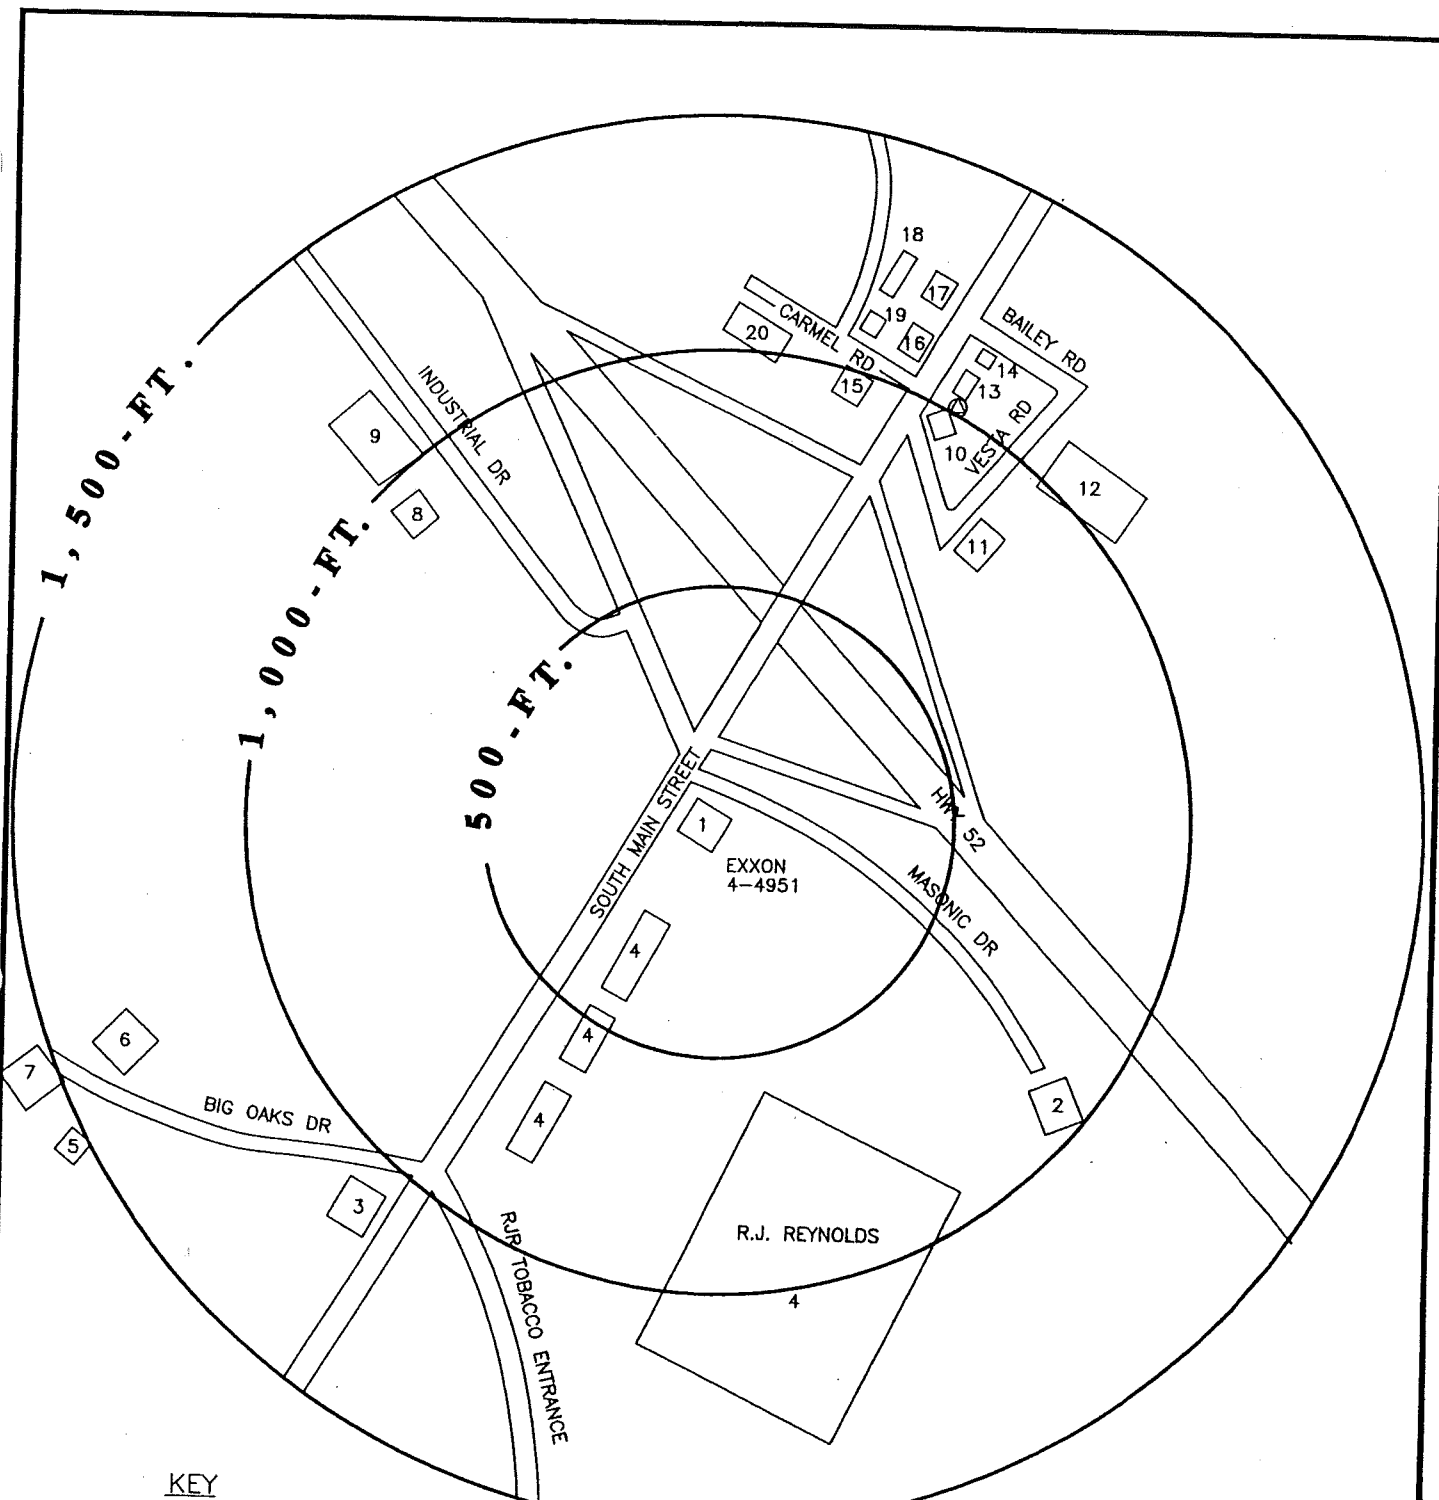 18
17
19
16
CARMEL RD
20
15
BAILEY RD
14
13
VESTA RD
10
12
11
INDUSTRIAL DR
9
8
1,500-FT.
1,000-FT.
500-FT.
SOUTH MAIN STREET
1
EXXON
4-4951
HWY 52
MASONIC DR
4
4
4
2
6
7
5
BIG OAKS DR
3
RJR TOBACCO ENTRANCE
R.J. REYNOLDS
4
KEY